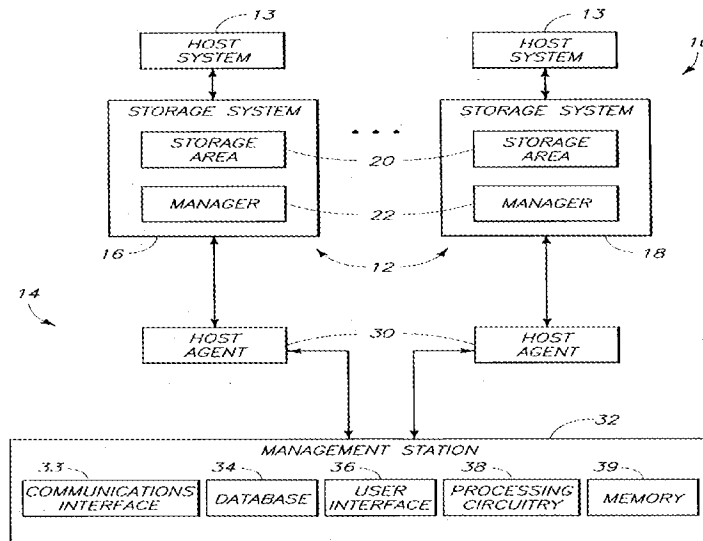 13
13
HOST SYSTEM
HOST SYSTEM
STORAGE SYSTEM
• • •
STORAGE SYSTEM
STORAGE AREA
20
STORAGE AREA
MANAGER
22
MANAGER
16
12
18
14
HOST AGENT
30
HOST AGENT
32
MANAGEMENT STATION
33
34
36
38
39
COMMUNICATIONS INTERFACE
DATABASE
USER INTERFACE
PROCESSING CIRCUITRY
MEMORY